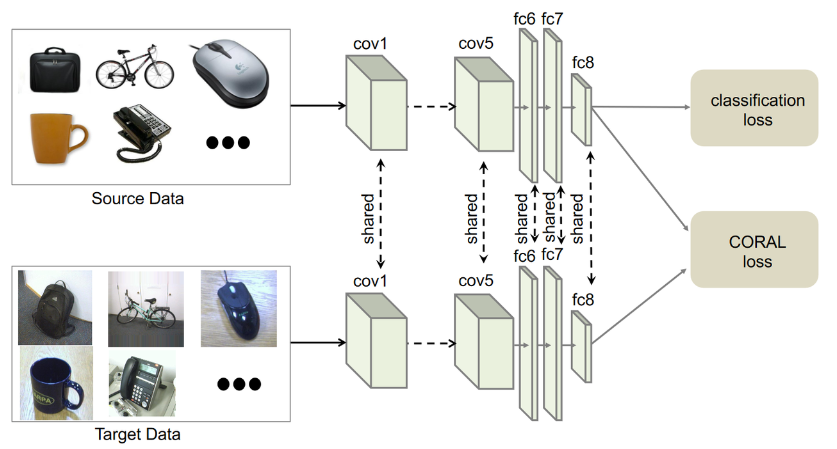 cov1
cov5
fc6
fc7
fc8
classification
loss
Source Data
shared
shared
shared
shared
shared
CORAL
loss
cov1
cov5
fc6
fc7
fc8
Target Data